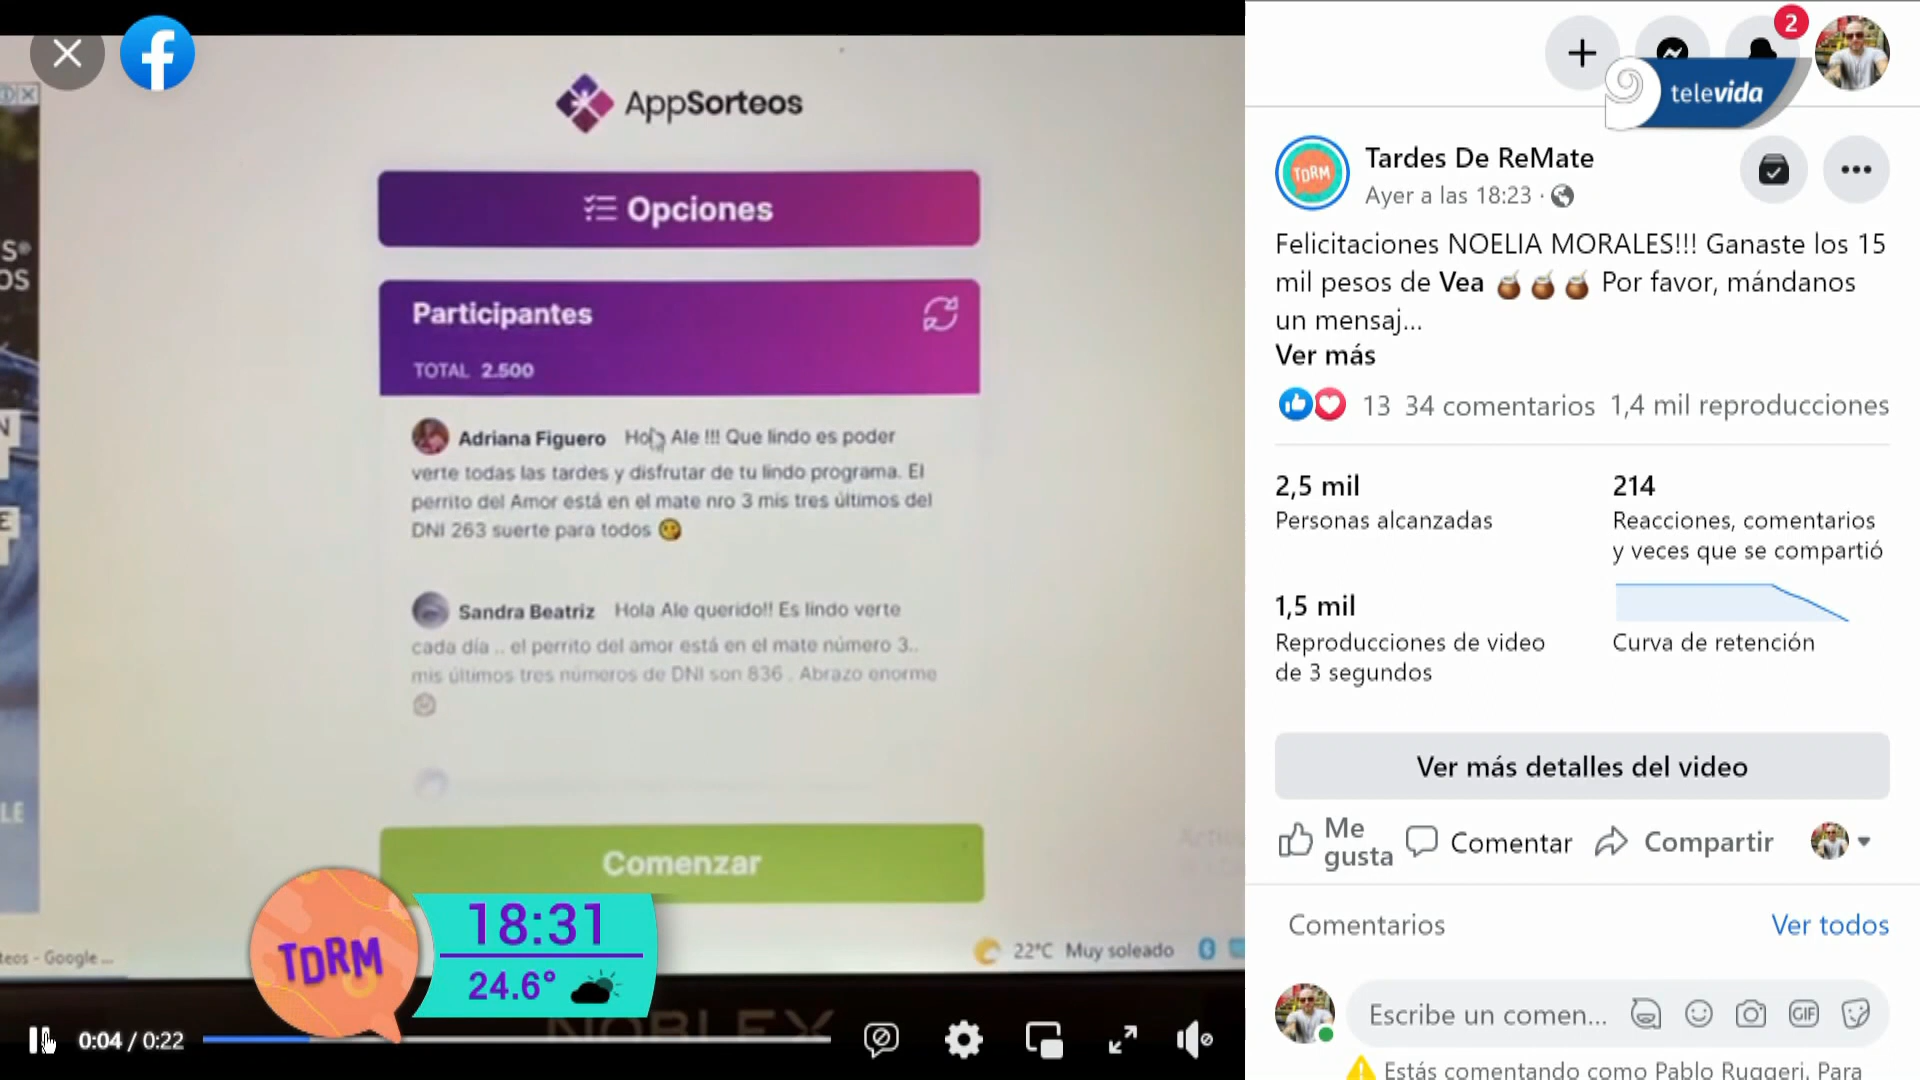 AppSorteos
Opciones
Participantes
TOTAL 2.500
Adriana Figuero Hola Ale !!! Que lindo es poder
verte todas las tardes y disfrutar de tu lindo programa. El
perrito del Amor está en el mate nro 3 mis tres últimos del
DNI 263 suerte para todos 😋
Sandra Beatriz Hola Ale querido!! Es lindo verte
cada día .. el perrito del amor está en el mate número 3..
mis últimos tres números de DNI son 836 . Abrazo enorme
Comenzar
teos - Google ...
22°C Muy soleado
TDRM
18:31
24.6°
NOBLEX
0:04 / 0:22
2
televida
TDRM
Tardes De ReMate
Ayer a las 18:23 ·
Felicitaciones NOELIA MORALES!!! Ganaste los 15
mil pesos de Vea 🧉🧉🧉 Por favor, mándanos
un mensaj...
Ver más
13 34 comentarios 1,4 mil reproducciones
2,5 mil
Personas alcanzadas
214
Reacciones, comentarios
y veces que se compartió
1,5 mil
Reproducciones de video
de 3 segundos
Curva de retención
Ver más detalles del video
Me
gusta
Comentar
Compartir
Comentarios
Ver todos
Escribe un comen...
GIF
Estás comentando como Pablo Ruggeri. Para